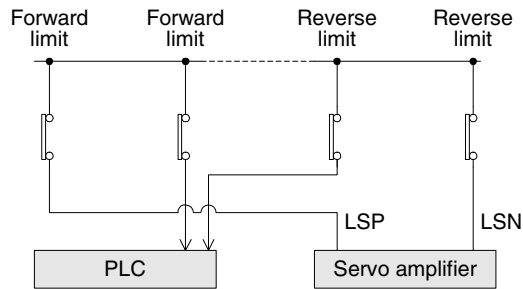 Forward
limit
Forward
limit
Reverse
limit
Reverse
limit
LSP
LSN
PLC
Servo amplifier